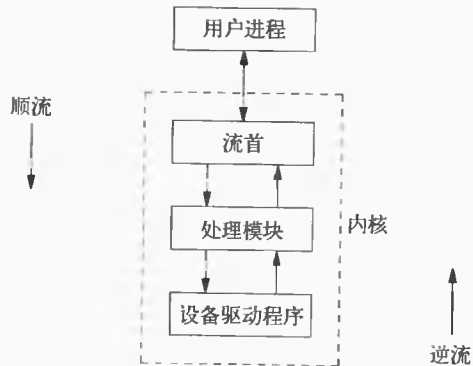 用户进程
顺流
流首
处理模块
内核
设备驱动程序
逆流